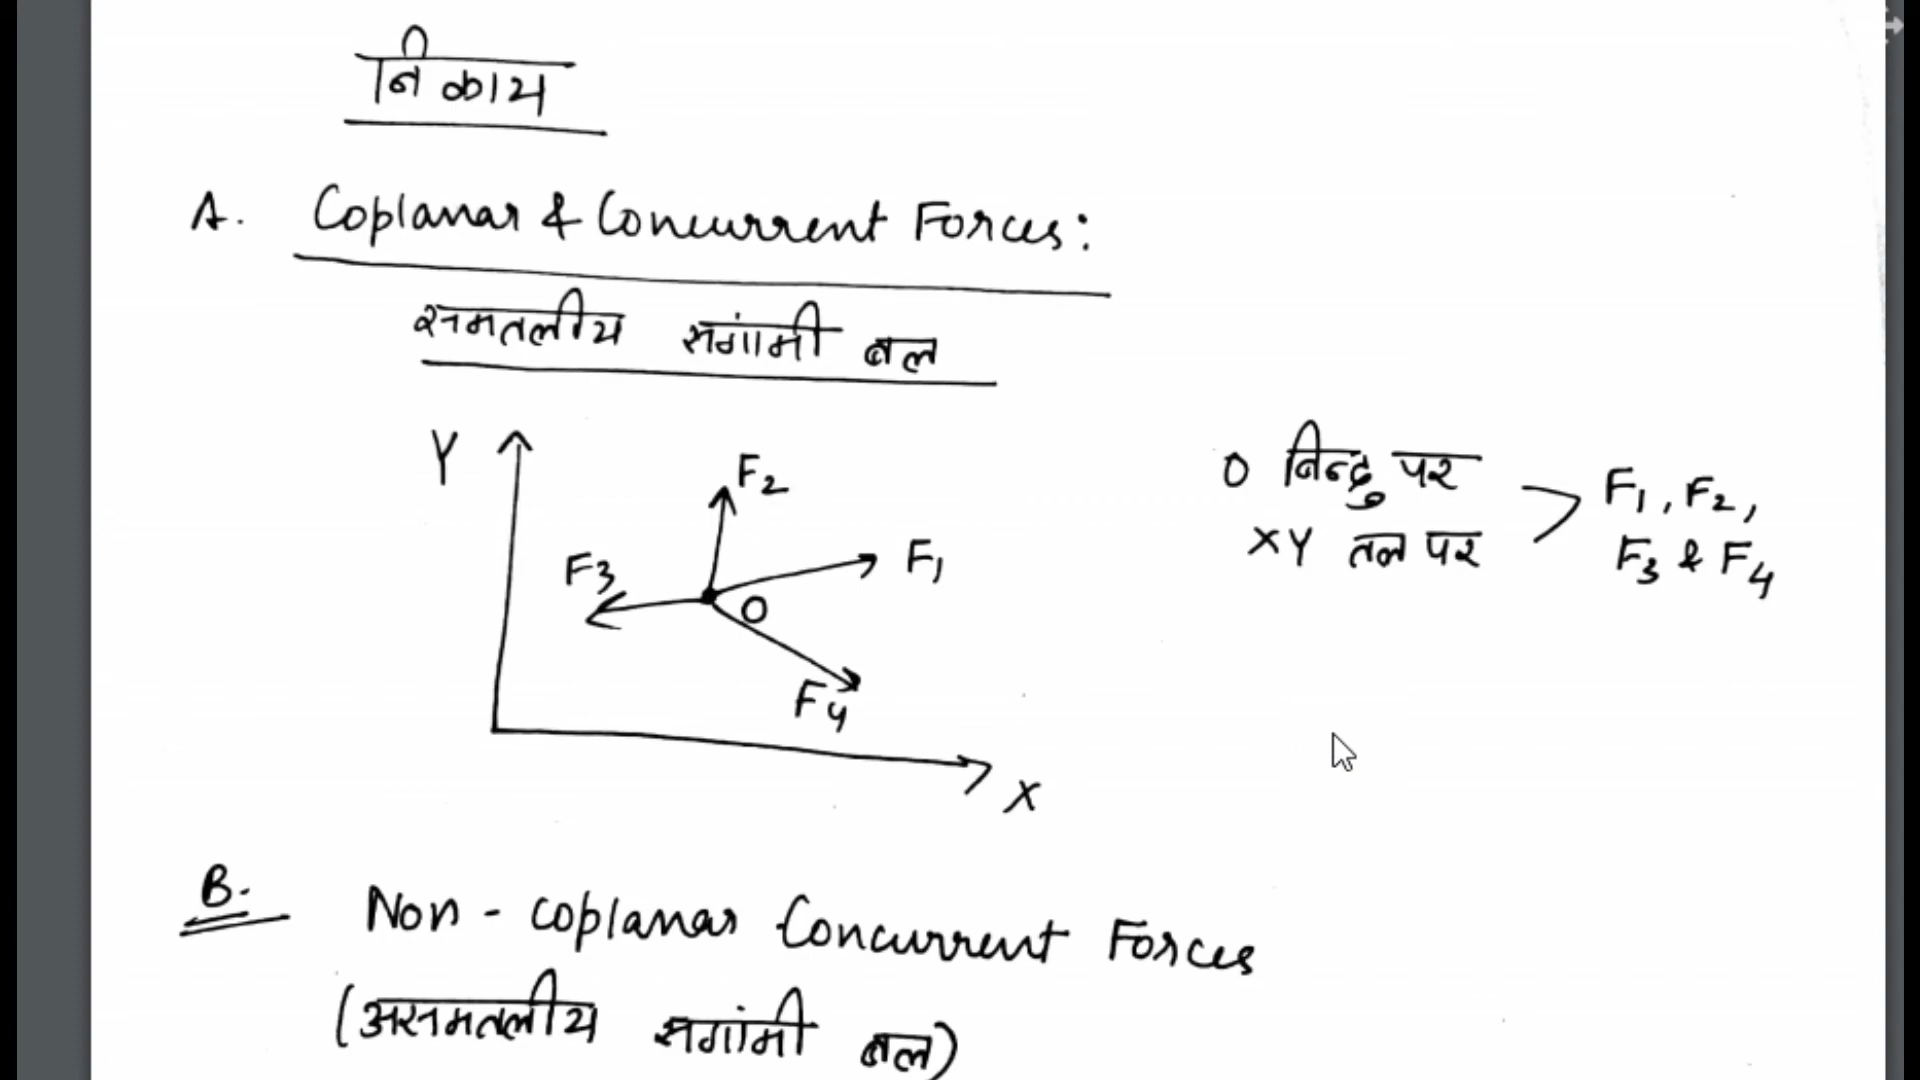 निकाय
A. Coplanar & Concurrent Forces:
समतलीय संगामी बल
Y
F2
F1
F3
O
F4
X
O बिन्दु पर
XY तल पर
> F1, F2,
F3 & F4
B. Non-coplanar Concurrent Forces
(असमतलीय सगांमी बल)